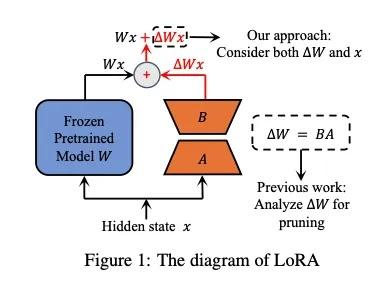 Wx + ΔWx
Our approach:
Consider both ΔW and x
Wx
+
ΔWx
Frozen
Pretrained
Model W
B
A
ΔW = BA
Previous work:
Analyze ΔW for
pruning
Hidden state x
Figure 1: The diagram of LoRA